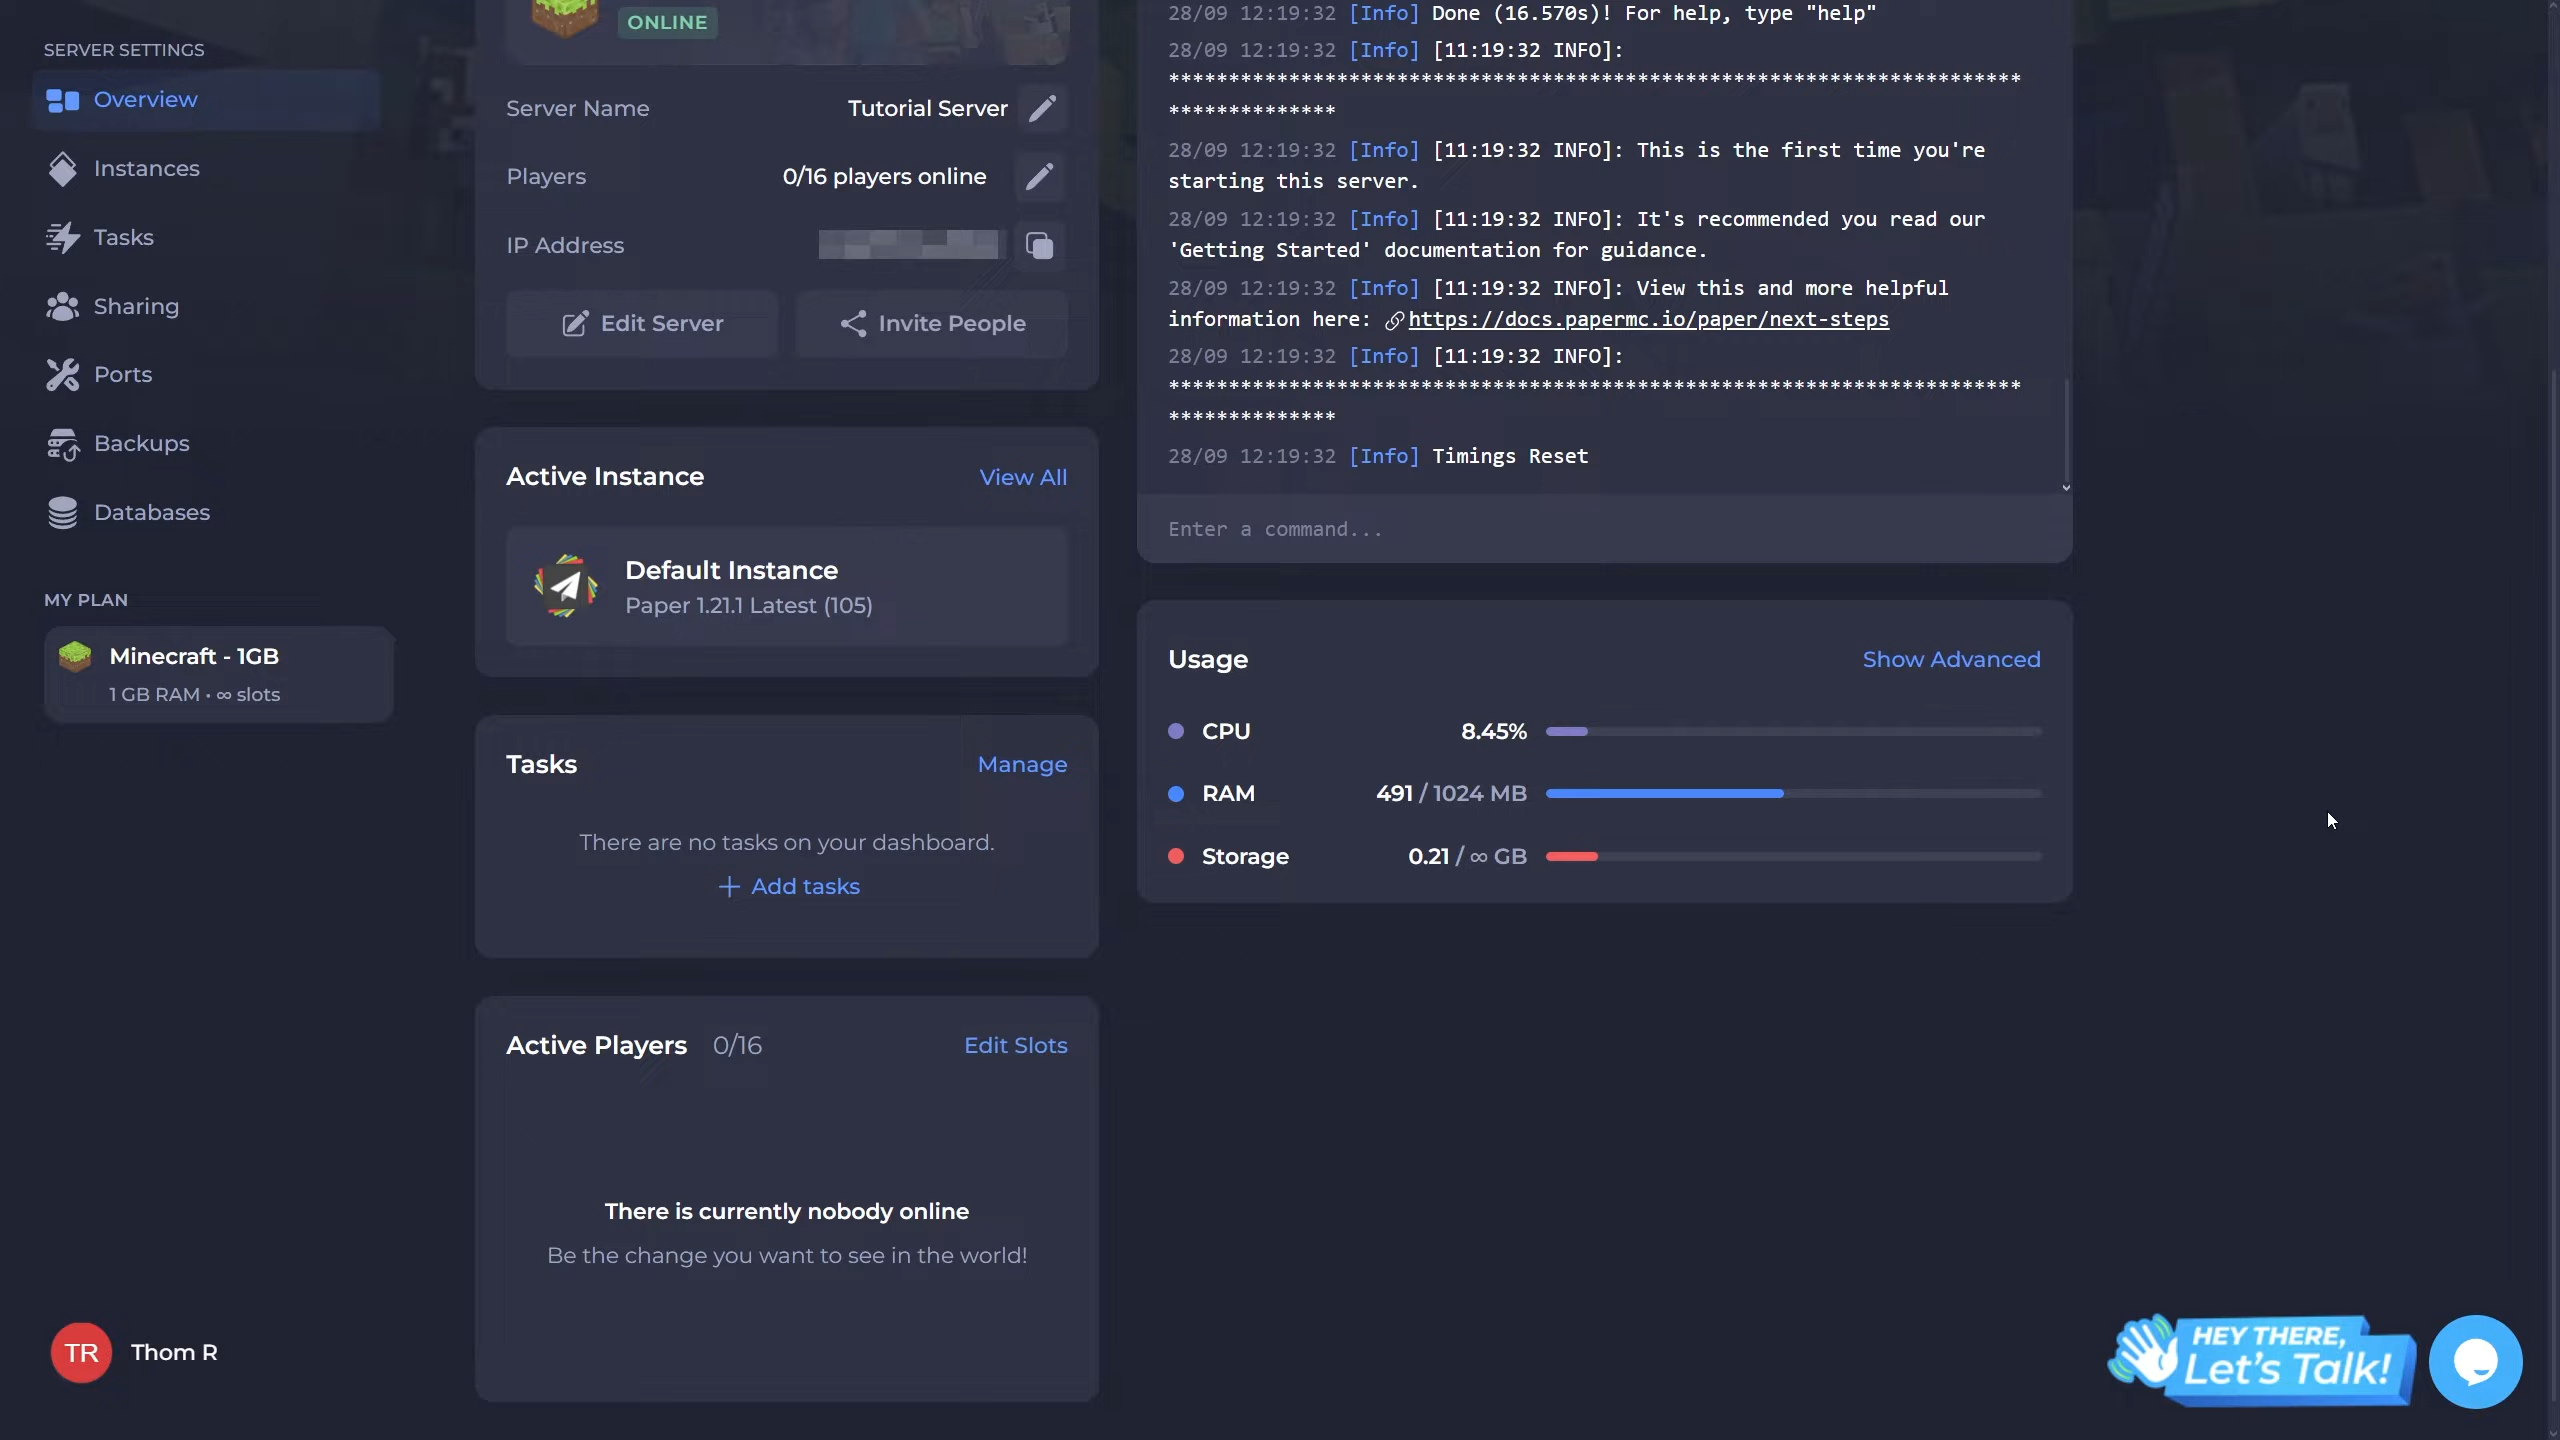 SERVER SETTINGS
Overview
Instances
Tasks
Sharing
Ports
Backups
Databases
MY PLAN
Minecraft - 1GB
1 GB RAM • ∞ slots
TR
Thom R
ONLINE
Server Name
Tutorial Server
Players
0/16 players online
IP Address
Edit Server
Invite People
Active Instance
View All
Default Instance
Paper 1.21.1 Latest (105)
Tasks
Manage
There are no tasks on your dashboard.
+ Add tasks
Active Players 0/16
Edit Slots
There is currently nobody online
Be the change you want to see in the world!
28/09 12:19:32 [Info] Done (16.570s)! For help, type "help"
28/09 12:19:32 [Info] [11:19:32 INFO]:
***********************************************************************
**************
28/09 12:19:32 [Info] [11:19:32 INFO]: This is the first time you're
starting this server.
28/09 12:19:32 [Info] [11:19:32 INFO]: It's recommended you read our
'Getting Started' documentation for guidance.
28/09 12:19:32 [Info] [11:19:32 INFO]: View this and more helpful
information here: https://docs.papermc.io/paper/next-steps
28/09 12:19:32 [Info] [11:19:32 INFO]:
***********************************************************************
**************
28/09 12:19:32 [Info] Timings Reset
Enter a command...
Usage
Show Advanced
CPU
8.45%
RAM
491 / 1024 MB
Storage
0.21 / ∞ GB
HEY THERE,
Let's Talk!